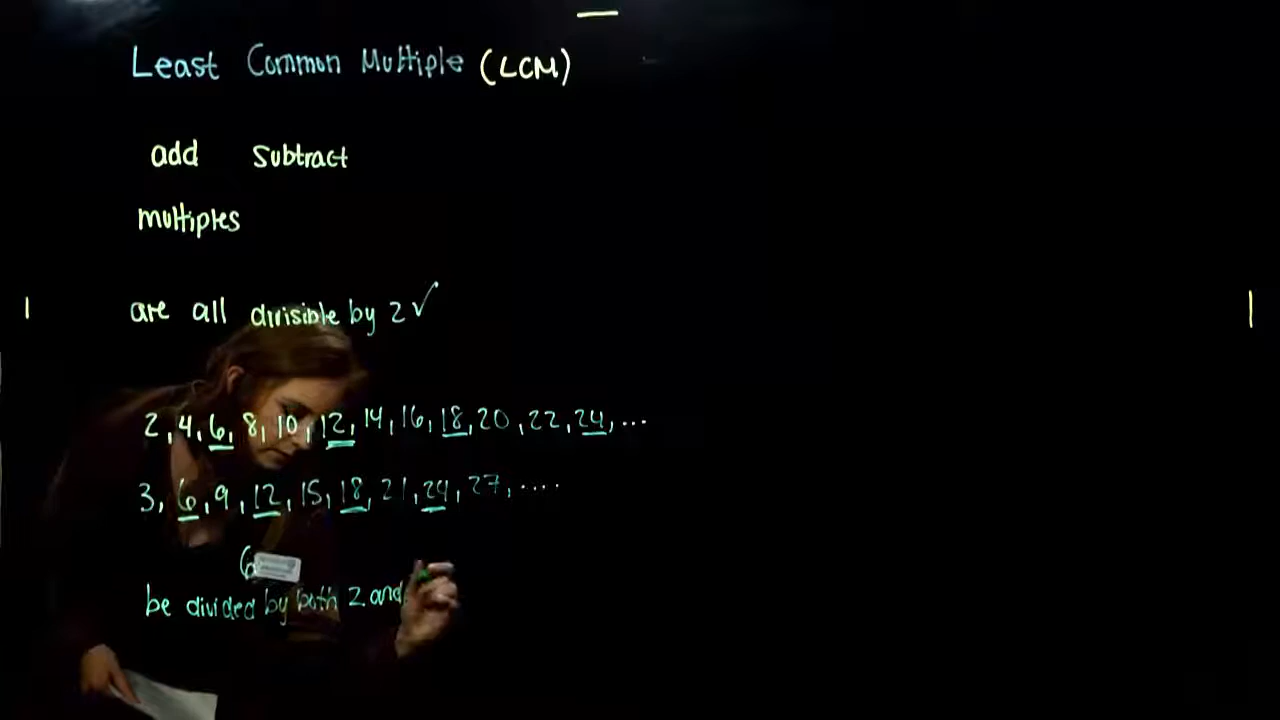 Least Common Multiple (LCM)
add subtract
multiples
are all divisible by 2 ✓
2, 4, 6, 8, 10, 12, 14, 16, 18, 20, 22, 24, ...
3, 6, 9, 12, 15, 18, 21, 24, 27, ....
6
be divided by both 2 and